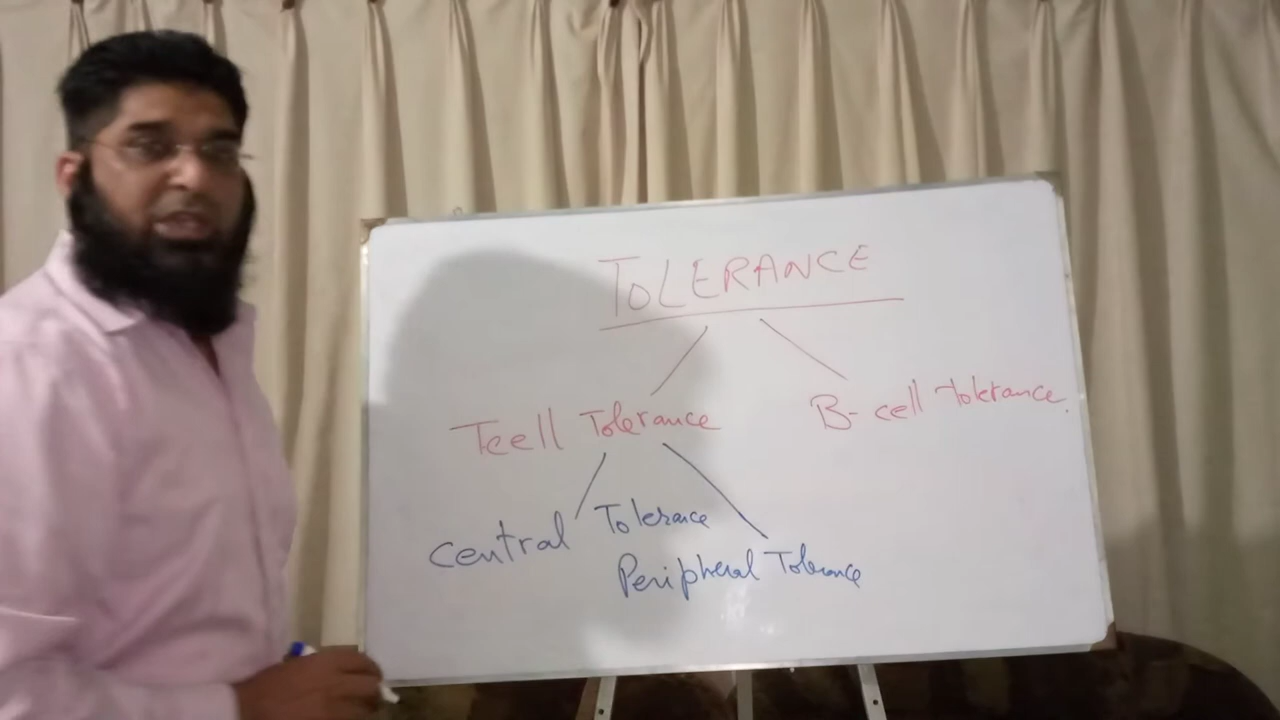 TOLERANCE
Tcell Tolerance
B-cell tolerance.
Central Tolerance
Peripheral Tolerance